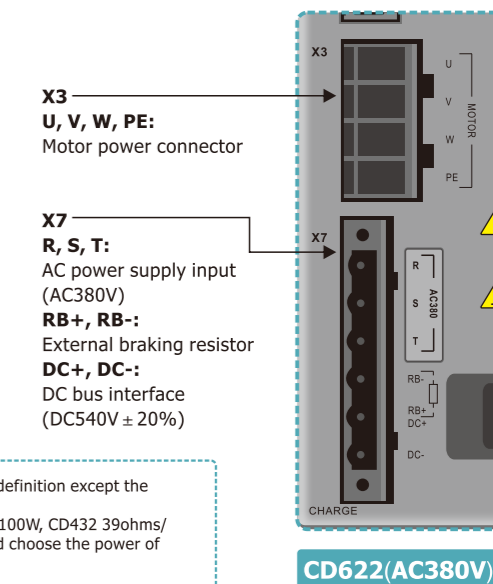 X3
U, V, W, PE:
Motor power connector
X7
R, S, T:
AC power supply input
(AC380V)
RB+, RB-:
External braking resistor
DC+, DC-:
DC bus interface
(DC540V ± 20%)
definition except the
100W, CD432 39ohms/
d choose the power of
X3
U
V
W
PE
MOTOR
X7
R
S
T
AC380
RB-
RB+
DC+
DC-
CHARGE
CD622(AC380V)